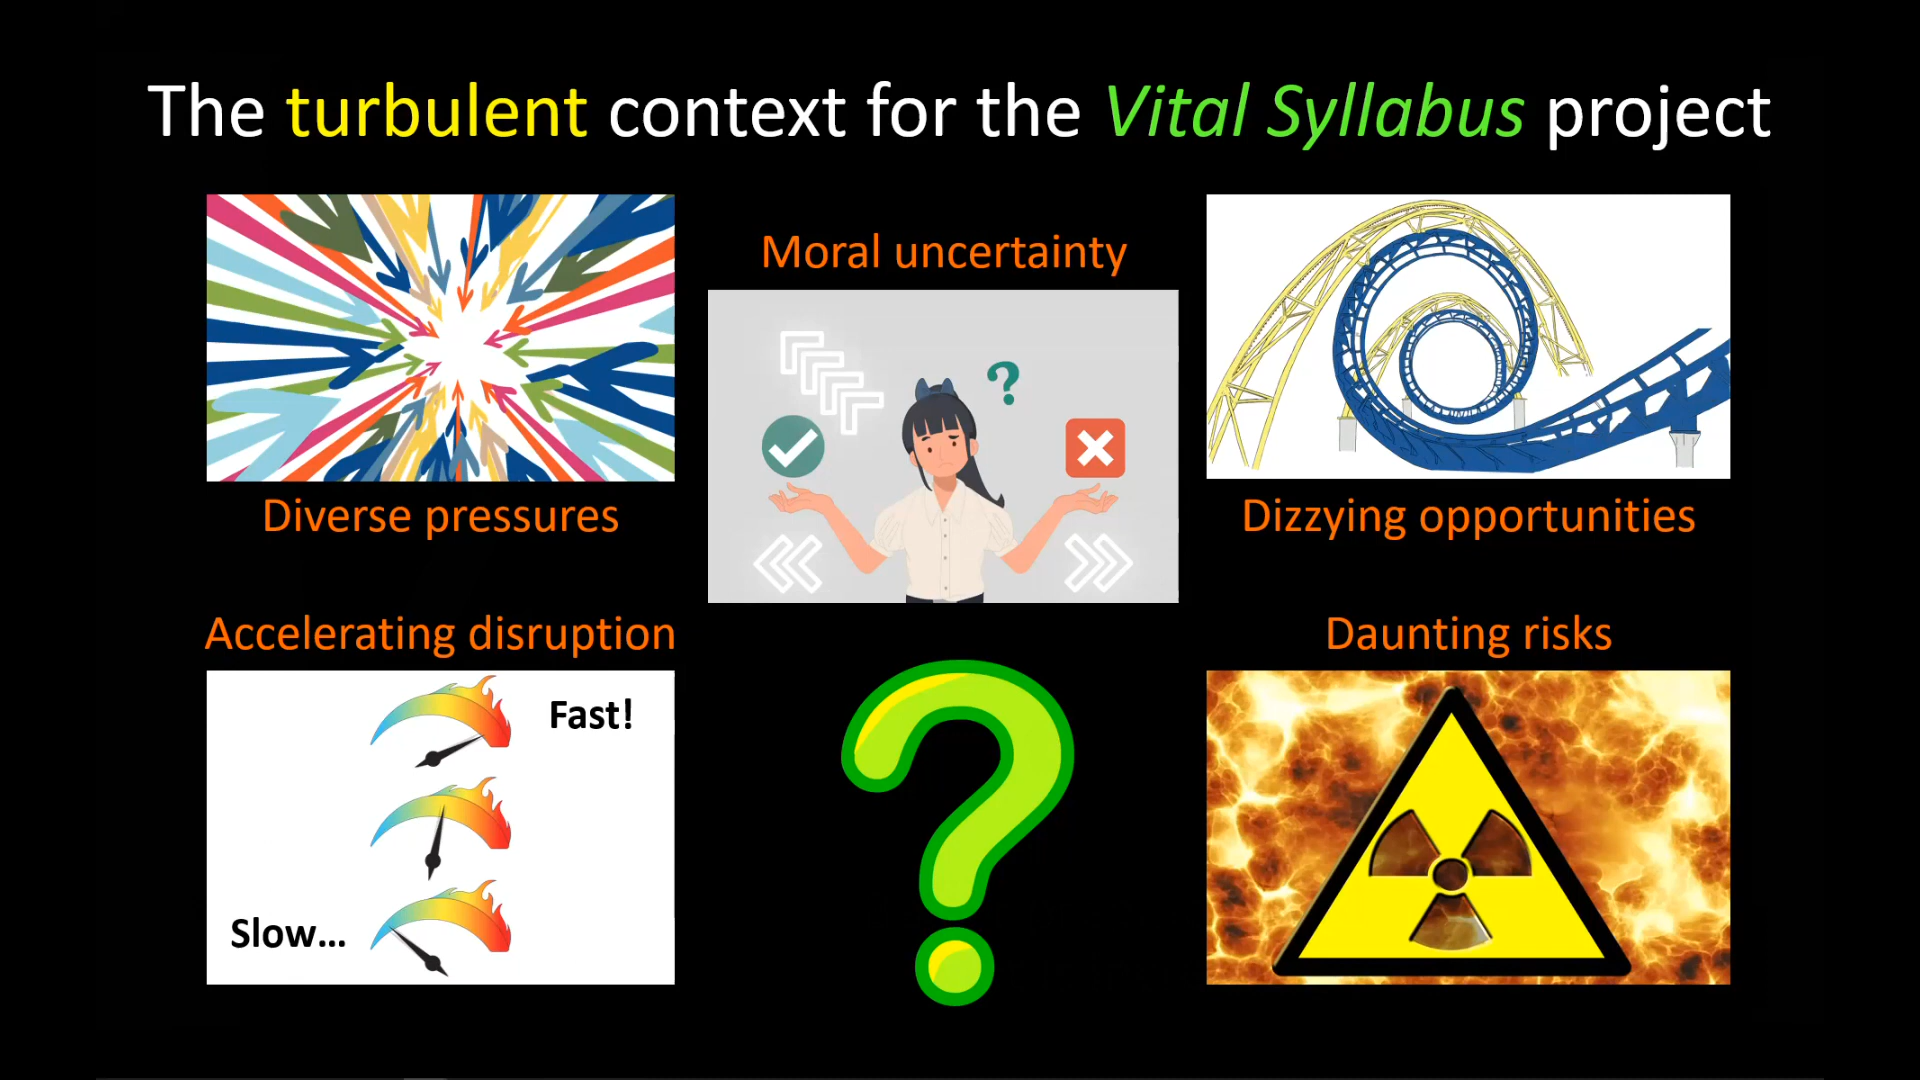 The turbulent context for the Vital Syllabus project
Moral uncertainty
?
Diverse pressures
Dizzying opportunities
Accelerating disruption
Daunting risks
Fast!
Slow...
?